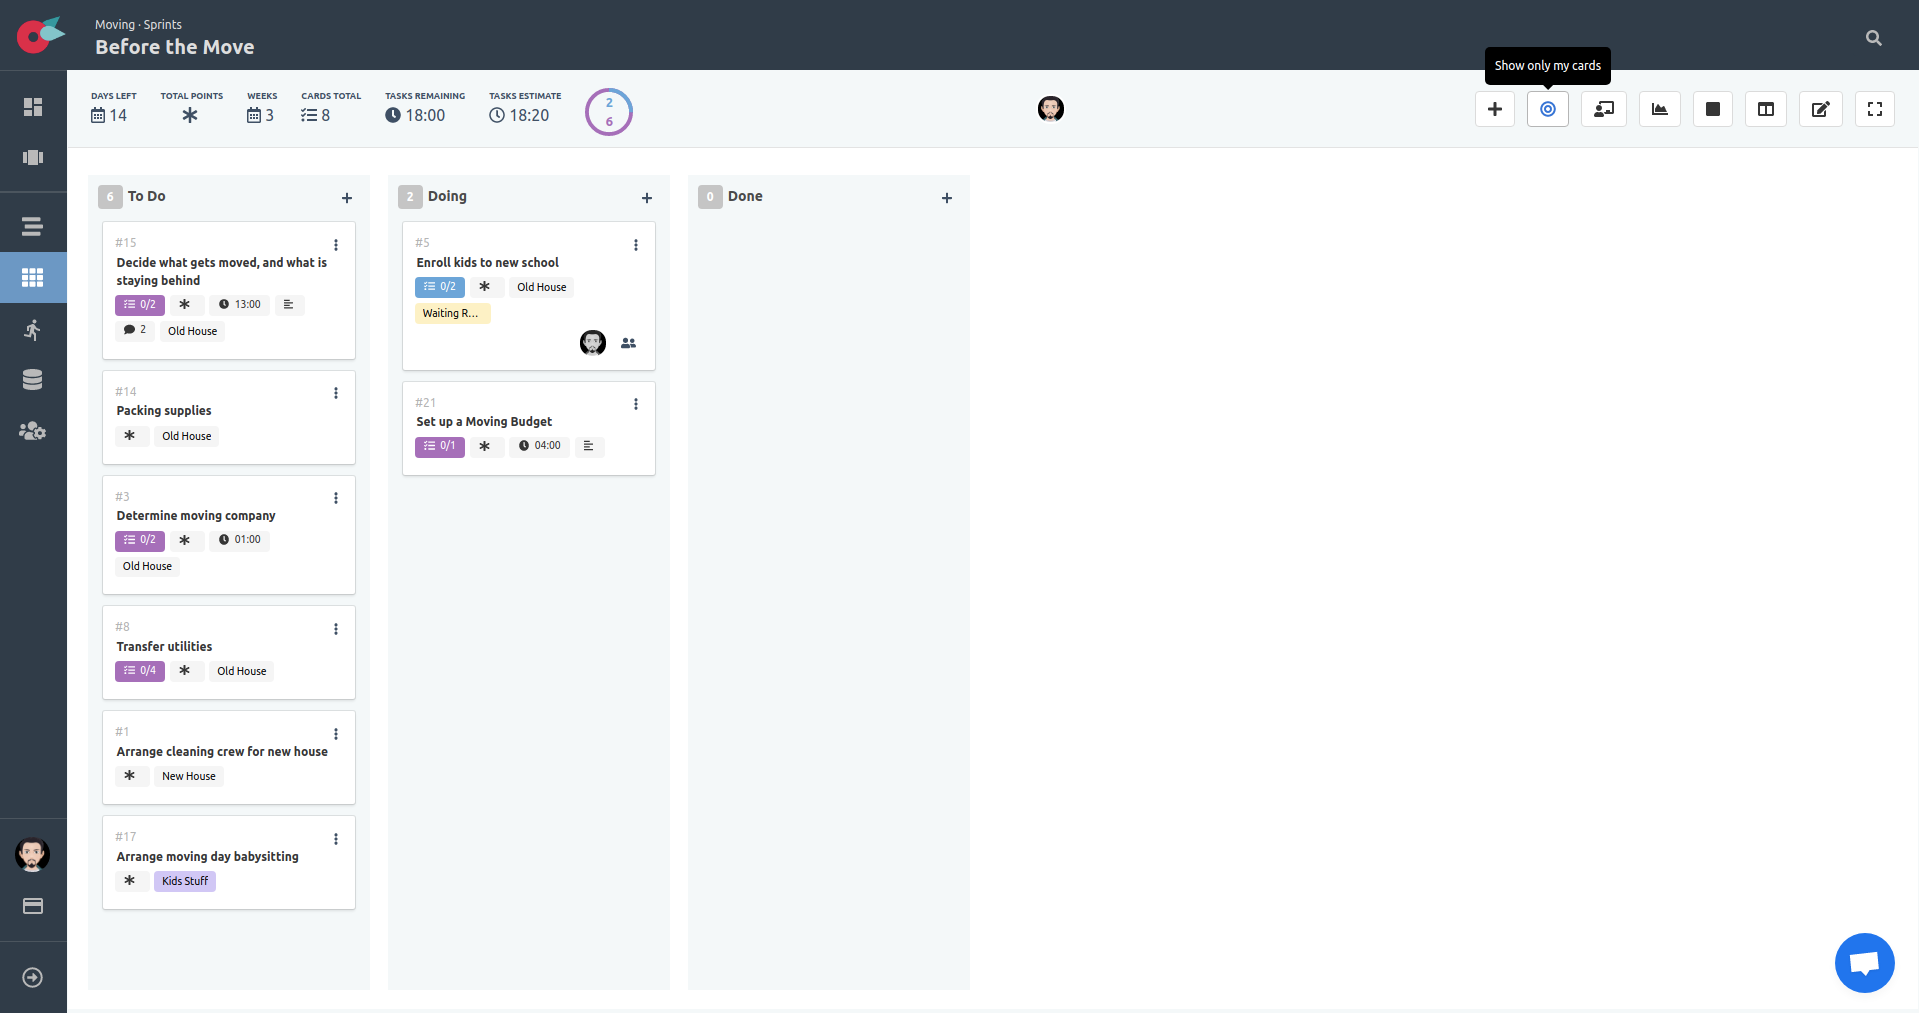 Moving · Sprints
Before the Move
Show only my cards
DAYS LEFT
14
TOTAL POINTS
WEEKS
3
CARDS TOTAL
8
TASKS REMAINING
18:00
TASKS ESTIMATE
18:20
2
6
6 To Do
#15
Decide what gets moved, and what is
staying behind
0/2 13:00
2 Old House
#14
Packing supplies
Old House
#3
Determine moving company
0/2 01:00
Old House
#8
Transfer utilities
0/4 Old House
#1
Arrange cleaning crew for new house
New House
#17
Arrange moving day babysitting
Kids Stuff
2 Doing
#5
Enroll kids to new school
0/2 Old House
Waiting R...
#21
Set up a Moving Budget
0/1 04:00
0 Done